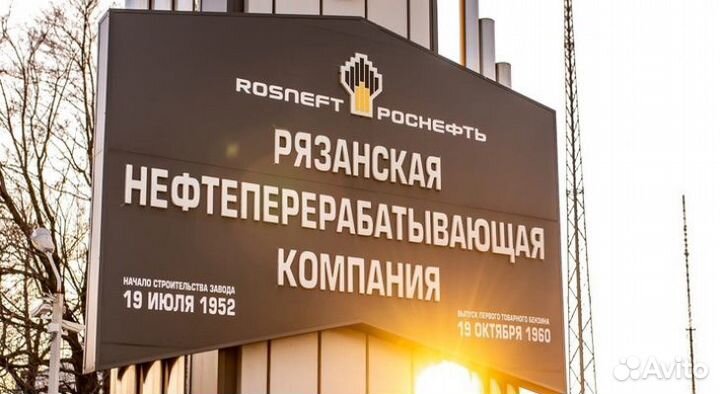 ROSNEFT
РОСНЕФТЬ
РЯЗАНСКАЯ
НЕФТЕПЕРЕРАБАТЫВАЮЩАЯ
КОМПАНИЯ
НАЧАЛО СТРОИТЕЛЬСТВА ЗАВОДА
19 ИЮЛЯ 1952
ВЫПУСК ПЕРВОГО ТОВАРНОГО БЕНЗИНА
19 ОКТЯБРЯ 1960
Avito